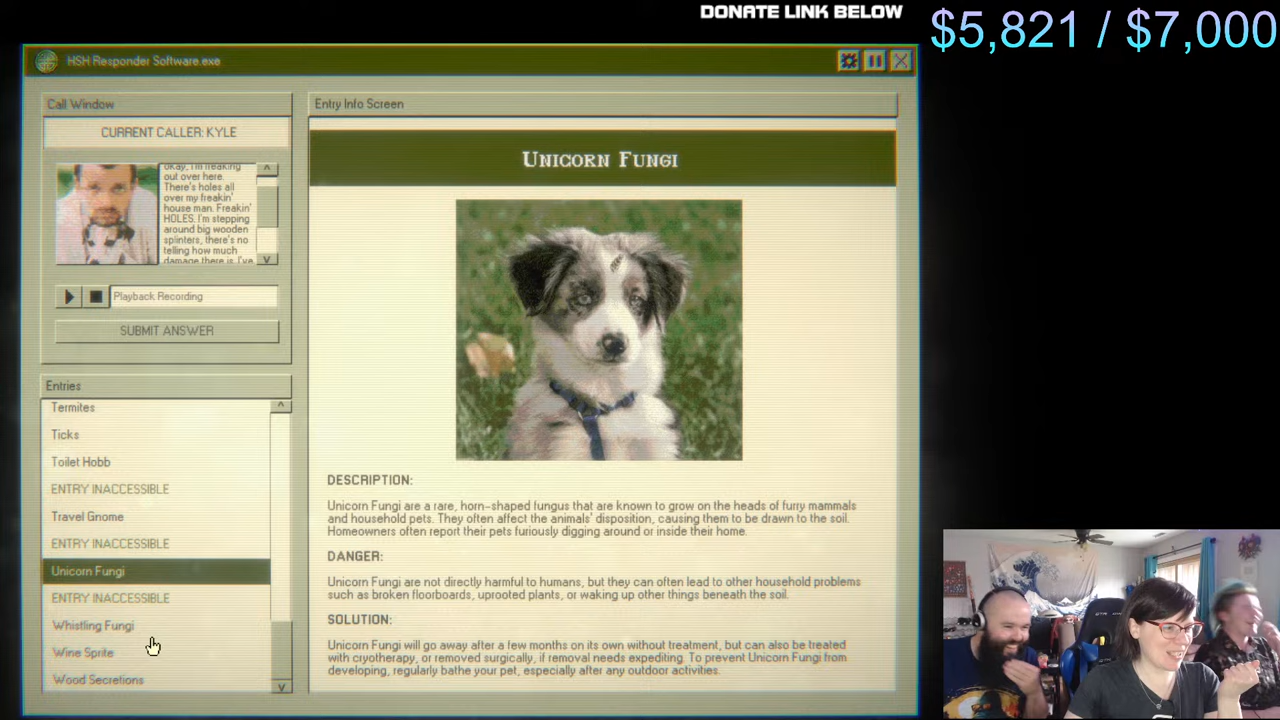 DONATE LINK BELOW
$5,821 / $7,000
HSH Responder Software.exe
Call Window
CURRENT CALLER: KYLE
okay, I'm freaking
out over here.
There's holes all
over my freakin'
house man. Freakin'
HOLES. I'm stepping
around big wooden
splinters, there's no
telling how much
damage there is. I've
Playback Recording
SUBMIT ANSWER
Entries
Termites
Ticks
Toilet Hobb
ENTRY INACCESSIBLE
Travel Gnome
ENTRY INACCESSIBLE
Unicorn Fungi
ENTRY INACCESSIBLE
Whistling Fungi
Wine Sprite
Wood Secretions
Entry Info Screen
UNICORN FUNGI
DESCRIPTION:
Unicorn Fungi are a rare, horn-shaped fungus that are known to grow on the heads of furry mammals
and household pets. They often affect the animals' disposition, causing them to be drawn to the soil.
Homeowners often report their pets furiously digging around or inside their home.
DANGER:
Unicorn Fungi are not directly harmful to humans, but they can often lead to other household problems
such as broken floorboards, uprooted plants, or waking up other things beneath the soil.
SOLUTION:
Unicorn Fungi will go away after a few months on its own without treatment, but can also be treated
with cryotherapy, or removed surgically, if removal needs expediting. To prevent Unicorn Fungi from
developing, regularly bathe your pet, especially after any outdoor activities.